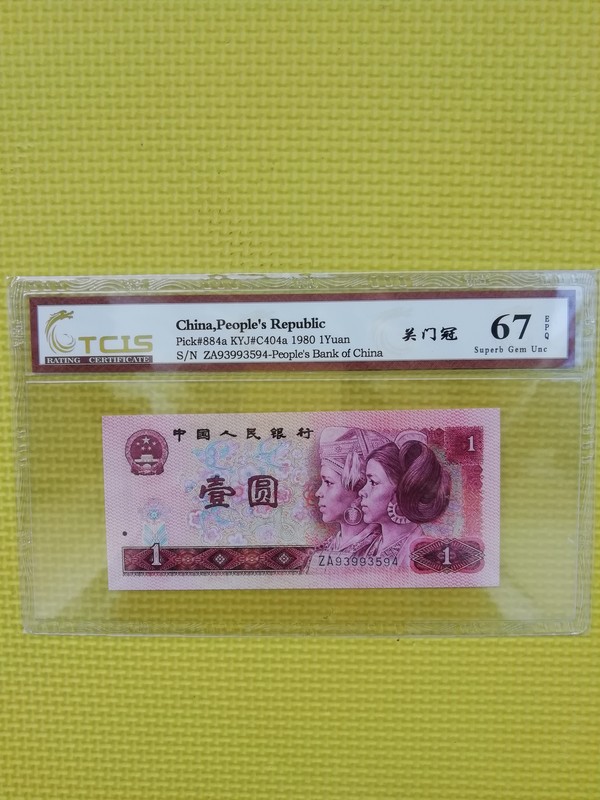 TCIS
RATING CERTIFICATE
China,People's Republic
Pick#884a KYJ#C404a 1980 1Yuan
S/N ZA93993594-People's Bank of China
关门冠
67
EPQ
Superb Gem Unc
中国人民银行
1
壹圆
1
ZA93993594
1